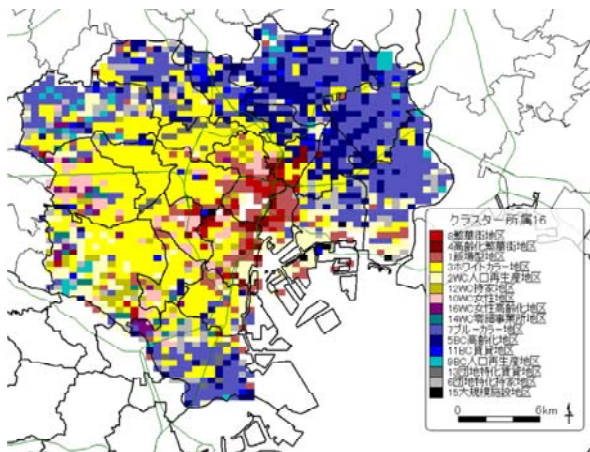 クラスター所属16
8繁華街地区
4高齢化繁華街地区
1新職型地区
3ホワイトカラー地区
2WC人口再生産地区
12WC持家地区
10WC女性地区
16WC女性高齢化地区
14WC零細事業所地区
7ブルーカラー地区
5BC高齢化地区
11BC賃貸地区
9BC人口再生産地区
13団地特化賃貸地区
6団地特化持家地区
15大規模施設地区
0 6km